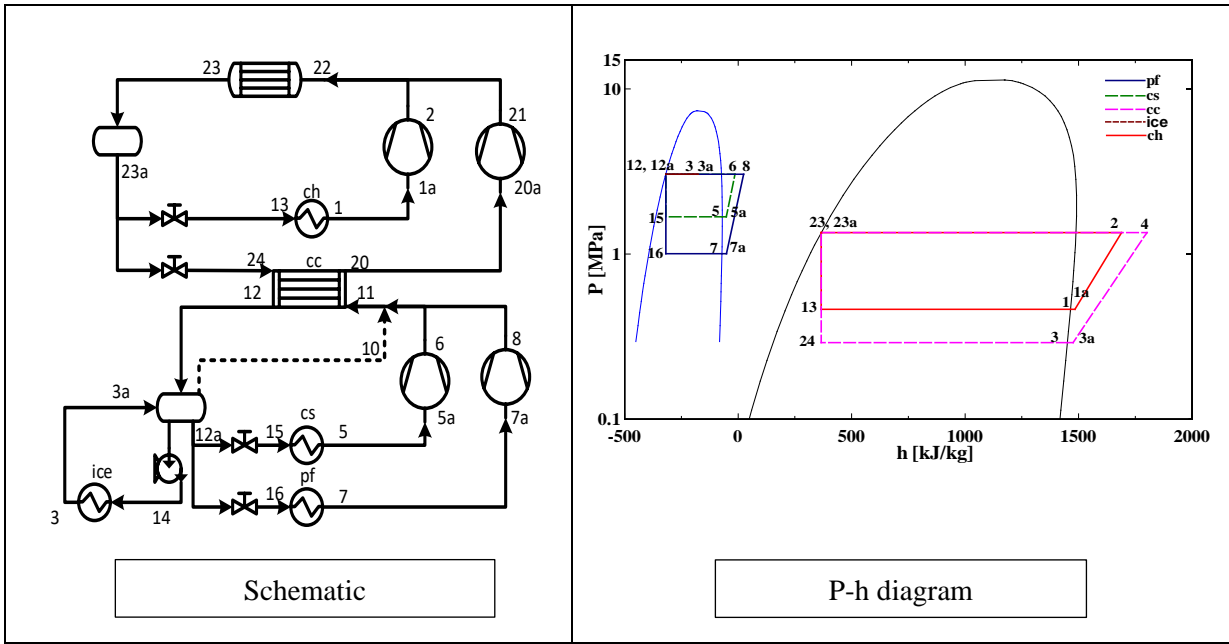 23
22
2
21
23a
20a
1a
ch
13
1
24
cc
20
12
11
10
6
8
3a
cs
12a
15
5
5a
7a
ice
pf
16
7
3
14
Schematic
15
10
1
0.1
P [MPa]
-500
0
500
1000
1500
2000
h [kJ/kg]
pf
cs
cc
ice
ch
12, 12a
3
3a
6
8
15
5
5a
16
7
7a
23, 23a
2
4
13
1
1a
24
3
3a
P-h diagram